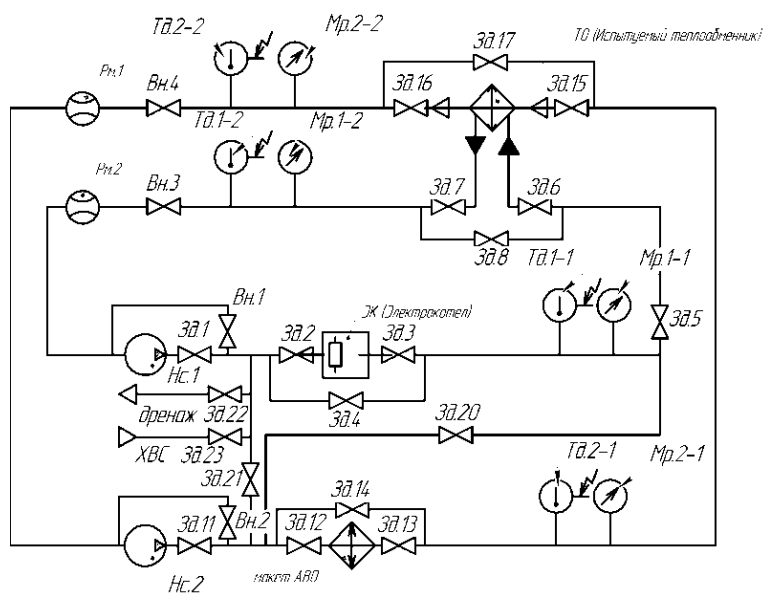 Тд.2-2
Мр.2-2
Зд.17
ТО (Испытуемый теплообменник)
Рм.1
Вн.4
Зд.16
Зд.15
Тд.1-2
Мр.1-2
Рм.2
Вн.3
Зд.7
Зд.6
Зд.8
Тд.1-1
Мр.1-1
Вн.1
ЭК (Электрокотел)
Зд.1
Зд.2
Зд.3
Зд.5
Нс.1
Зд.4
дренаж
Зд.22
Зд.20
ХВС
Зд.23
Тд.2-1
Мр.2-1
Зд.21
Зд.14
Зд.11
Вн.2
Зд.12
Зд.13
Нс.2
макет АВО